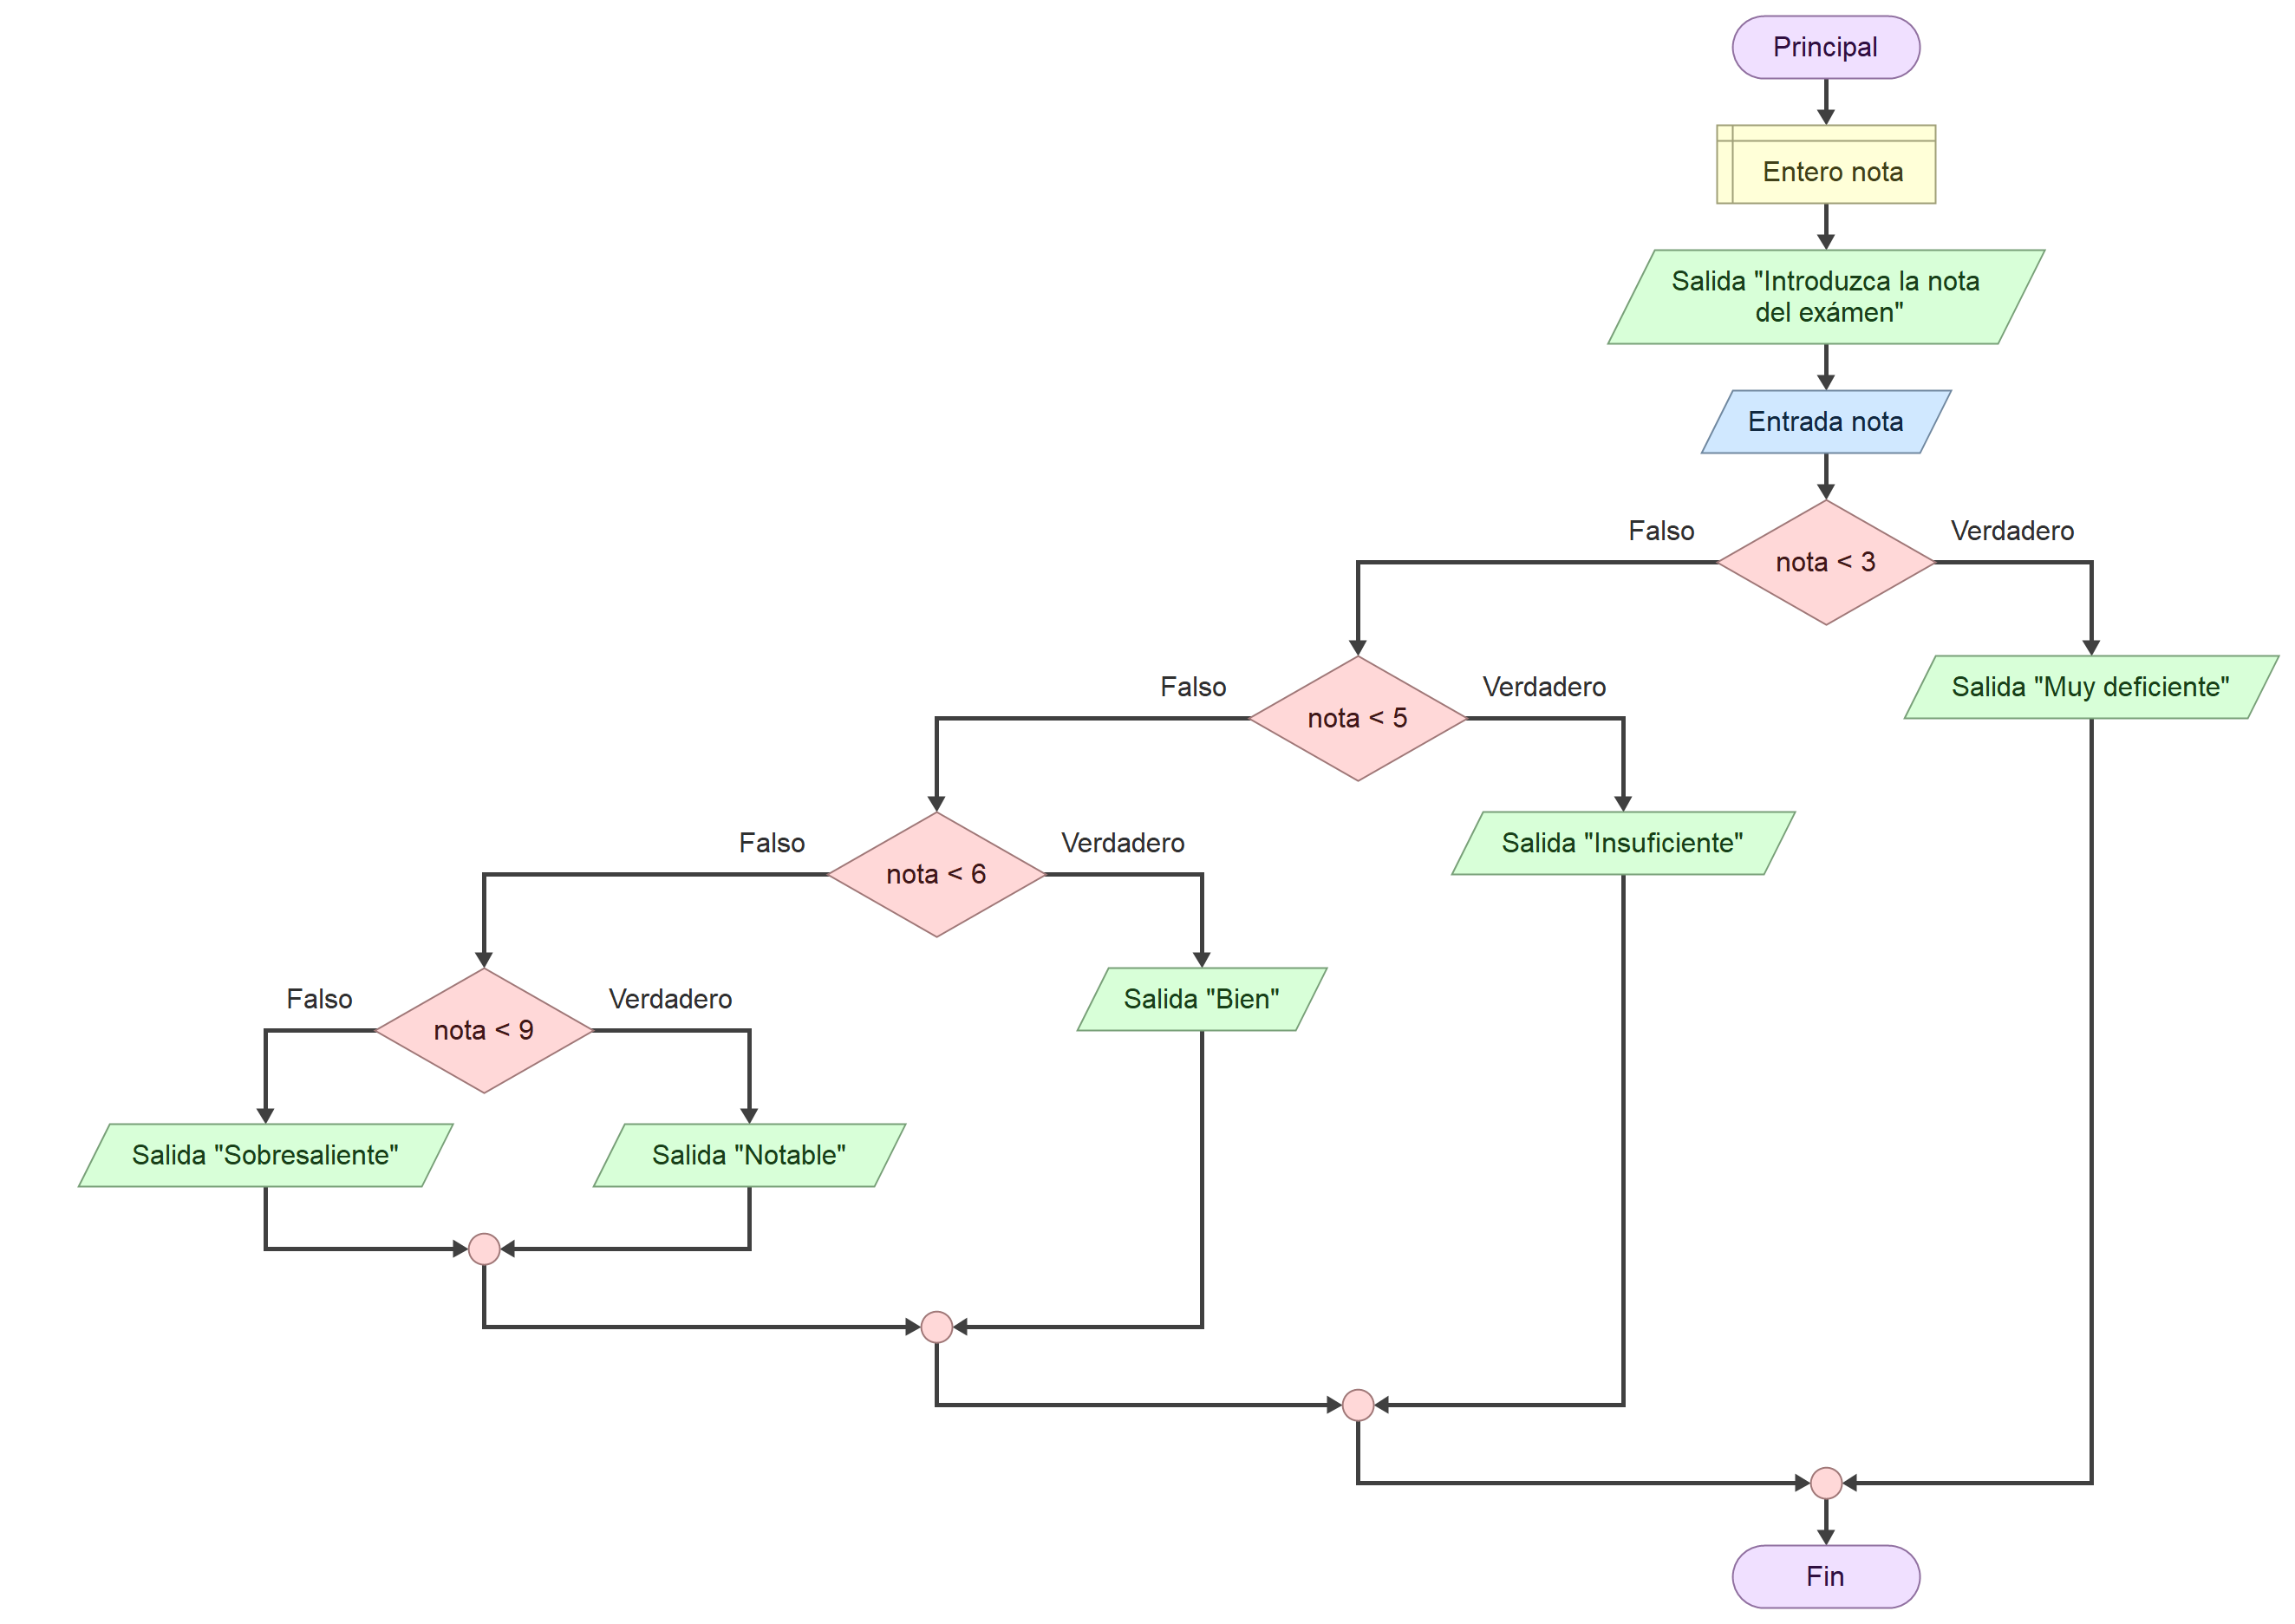 Principal
Entero nota
Salida "Introduzca la nota
del exámen"
Entrada nota
Falso
Verdadero
nota < 3
Falso
Verdadero
Salida "Muy deficiente"
nota < 5
Falso
Verdadero
Salida "Insuficiente"
nota < 6
Falso
Verdadero
Salida "Bien"
nota < 9
Salida "Sobresaliente"
Salida "Notable"
Fin